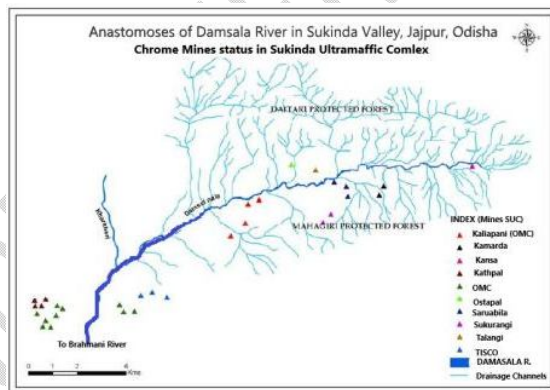 Anastomoses of Damsala River in Sukinda Valley, Jajpur, Odisha
Chrome Mines status in Sukinda Ultramaffic Comlex
DAITARI PROTECTED FOREST
Damsal nala
MAHAGIRI PROTECTED FOREST
To Brahmani River
0 1 2 4
Kms
INDEX (Mines SUC)
Kaliapani (OMC)
Kamarda
Kansa
Kathpal
OMC
Ostapal
Saruabila
Sukurangi
Talangi
TISCO
DAMASALA R.
Drainage Channels